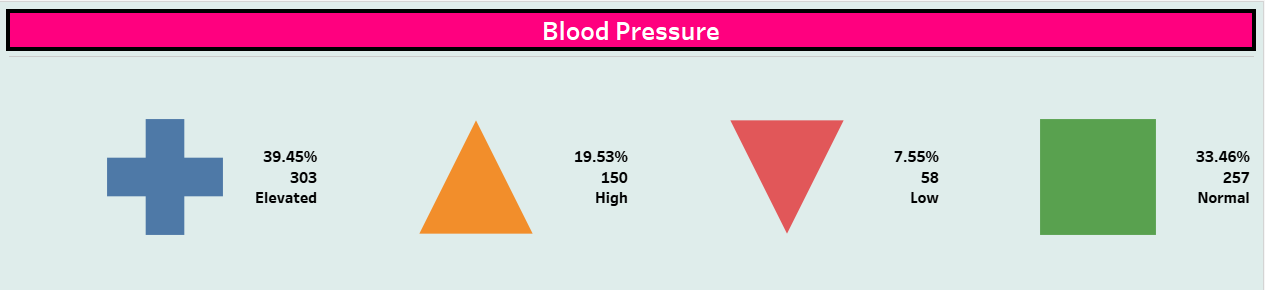 Blood Pressure
39.45%
303
Elevated
19.53%
150
High
7.55%
58
Low
33.46%
257
Normal